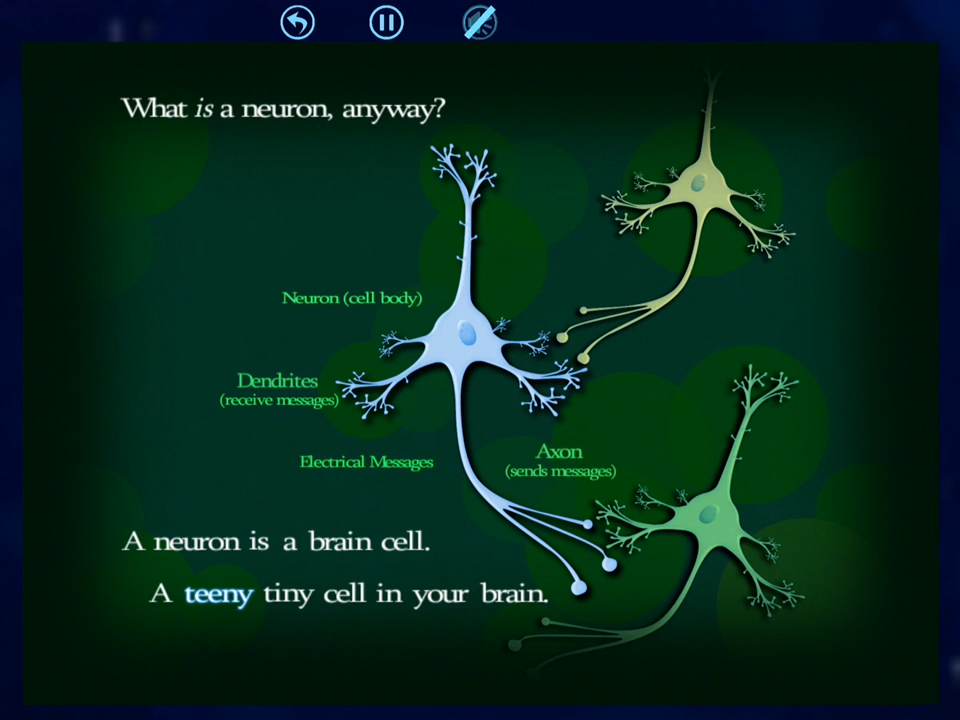 What is a neuron, anyway?
Neuron (cell body)
Dendrites
(receive messages)
Electrical Messages
Axon
(sends messages)
A neuron is a brain cell.
A teeny tiny cell in your brain.